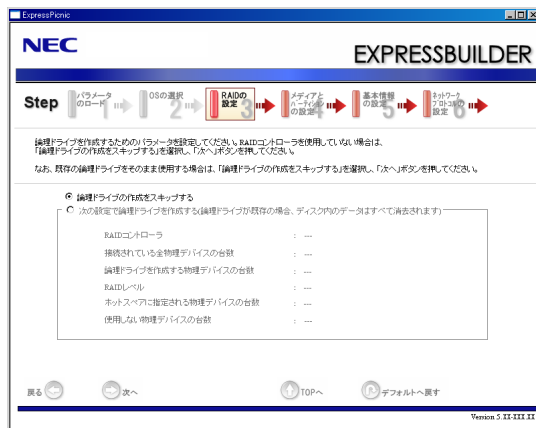 ExpressPicnic
NEC
EXPRESSBUILDER
Step
パラメータ
のロード 1
OSの選択 2
RAIDの
設定 3
メディアと
パーティション
の設定 4
基本情報
の設定 5
ネットワーク
プロトコルの
設定 6
論理ドライブを作成するためのパラメータを設定してください。RAIDコントローラを使用していない場合は、
「論理ドライブの作成をスキップする」を選択し、「次へ」ボタンを押してください。
なお、既存の論理ドライブをそのまま使用する場合は、「論理ドライブの作成をスキップする」を選択し、「次へ」ボタンを押してください。
論理ドライブの作成をスキップする
次の設定で論理ドライブを作成する(論理ドライブが既存の場合、ディスク内のデータはすべて消去されます)
RAIDコントローラ : ---
接続されている全物理デバイスの台数 : ---
論理ドライブを作成する物理デバイスの台数 : ---
RAIDレベル : ---
ホットスペアに指定される物理デバイスの台数 : ---
使用しない物理デバイスの台数 : ---
戻る 次へ TOPへ デフォルトへ戻す
Version 5.XX-XXX.XX